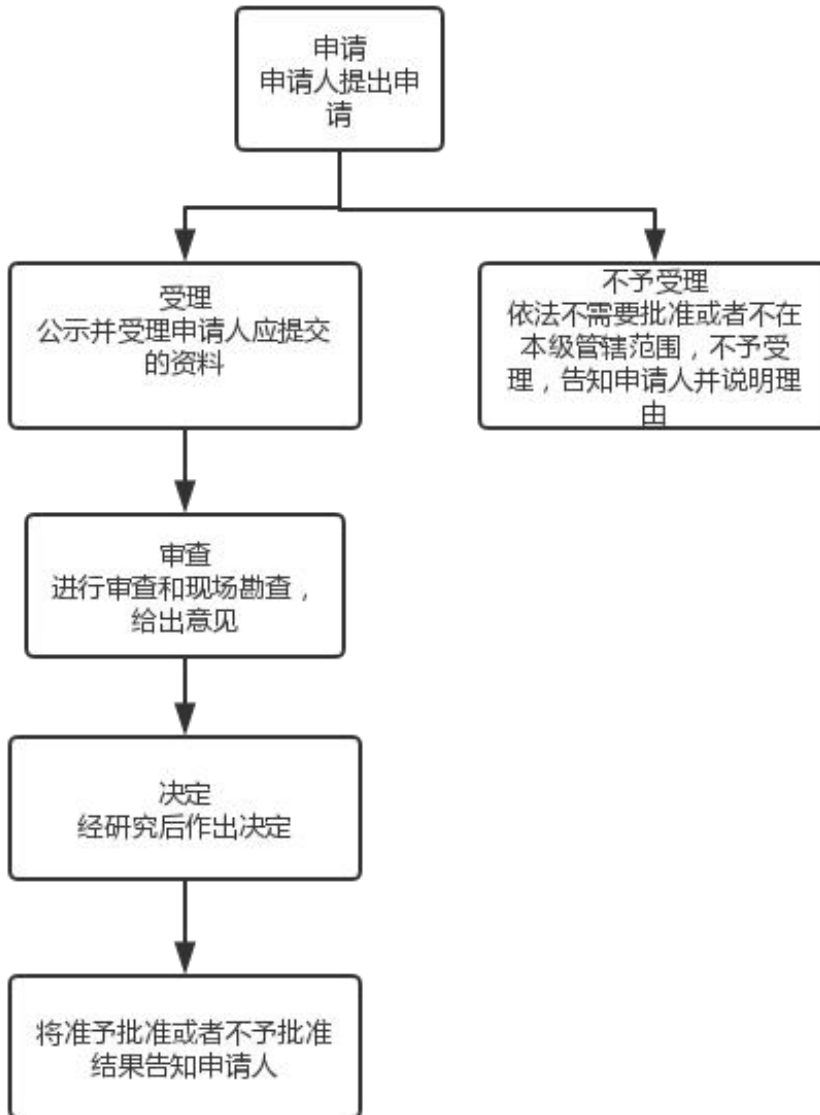 申请
申请人提出申
请
受理
公示并受理申请人应提交
的资料
不予受理
依法不需要批准或者不在
本级管辖范围，不予受
理，告知申请人并说明理
由
审查
进行审查和现场勘查，
给出意见
决定
经研究后作出决定
将准予批准或者不予批准
结果告知申请人